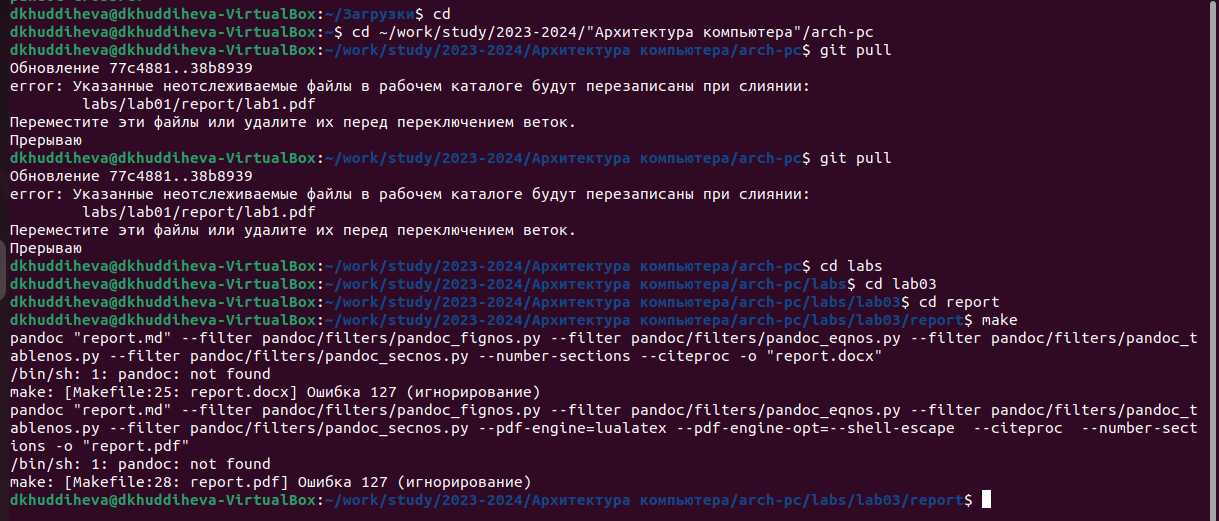 dkhuddiheva@dkhuddiheva-VirtualBox:~/Загрузки$ cd
dkhuddiheva@dkhuddiheva-VirtualBox:~$ cd ~/work/study/2023-2024/"Архитектура компьютера"/arch-pc
dkhuddiheva@dkhuddiheva-VirtualBox:~/work/study/2023-2024/Архитектура компьютера/arch-pc$ git pull
Обновление 77c4881..38b8939
error: Указанные неотслеживаемые файлы в рабочем каталоге будут перезаписаны при слиянии:
        labs/lab01/report/lab1.pdf
Переместите эти файлы или удалите их перед переключением веток.
Прерываю
dkhuddiheva@dkhuddiheva-VirtualBox:~/work/study/2023-2024/Архитектура компьютера/arch-pc$ git pull
Обновление 77c4881..38b8939
error: Указанные неотслеживаемые файлы в рабочем каталоге будут перезаписаны при слиянии:
        labs/lab01/report/lab1.pdf
Переместите эти файлы или удалите их перед переключением веток.
Прерываю
dkhuddiheva@dkhuddiheva-VirtualBox:~/work/study/2023-2024/Архитектура компьютера/arch-pc$ cd labs
dkhuddiheva@dkhuddiheva-VirtualBox:~/work/study/2023-2024/Архитектура компьютера/arch-pc/labs$ cd lab03
dkhuddiheva@dkhuddiheva-VirtualBox:~/work/study/2023-2024/Архитектура компьютера/arch-pc/labs/lab03$ cd report
dkhuddiheva@dkhuddiheva-VirtualBox:~/work/study/2023-2024/Архитектура компьютера/arch-pc/labs/lab03/report$ make
pandoc "report.md" --filter pandoc/filters/pandoc_fignos.py --filter pandoc/filters/pandoc_eqnos.py --filter pandoc/filters/pandoc_t
ablenos.py --filter pandoc/filters/pandoc_secnos.py --number-sections --citeproc -o "report.docx"
/bin/sh: 1: pandoc: not found
make: [Makefile:25: report.docx] Ошибка 127 (игнорирование)
pandoc "report.md" --filter pandoc/filters/pandoc_fignos.py --filter pandoc/filters/pandoc_eqnos.py --filter pandoc/filters/pandoc_t
ablenos.py --filter pandoc/filters/pandoc_secnos.py --pdf-engine=lualatex --pdf-engine-opt=--shell-escape  --citeproc  --number-sect
ions -o "report.pdf"
/bin/sh: 1: pandoc: not found
make: [Makefile:28: report.pdf] Ошибка 127 (игнорирование)
dkhuddiheva@dkhuddiheva-VirtualBox:~/work/study/2023-2024/Архитектура компьютера/arch-pc/labs/lab03/report$